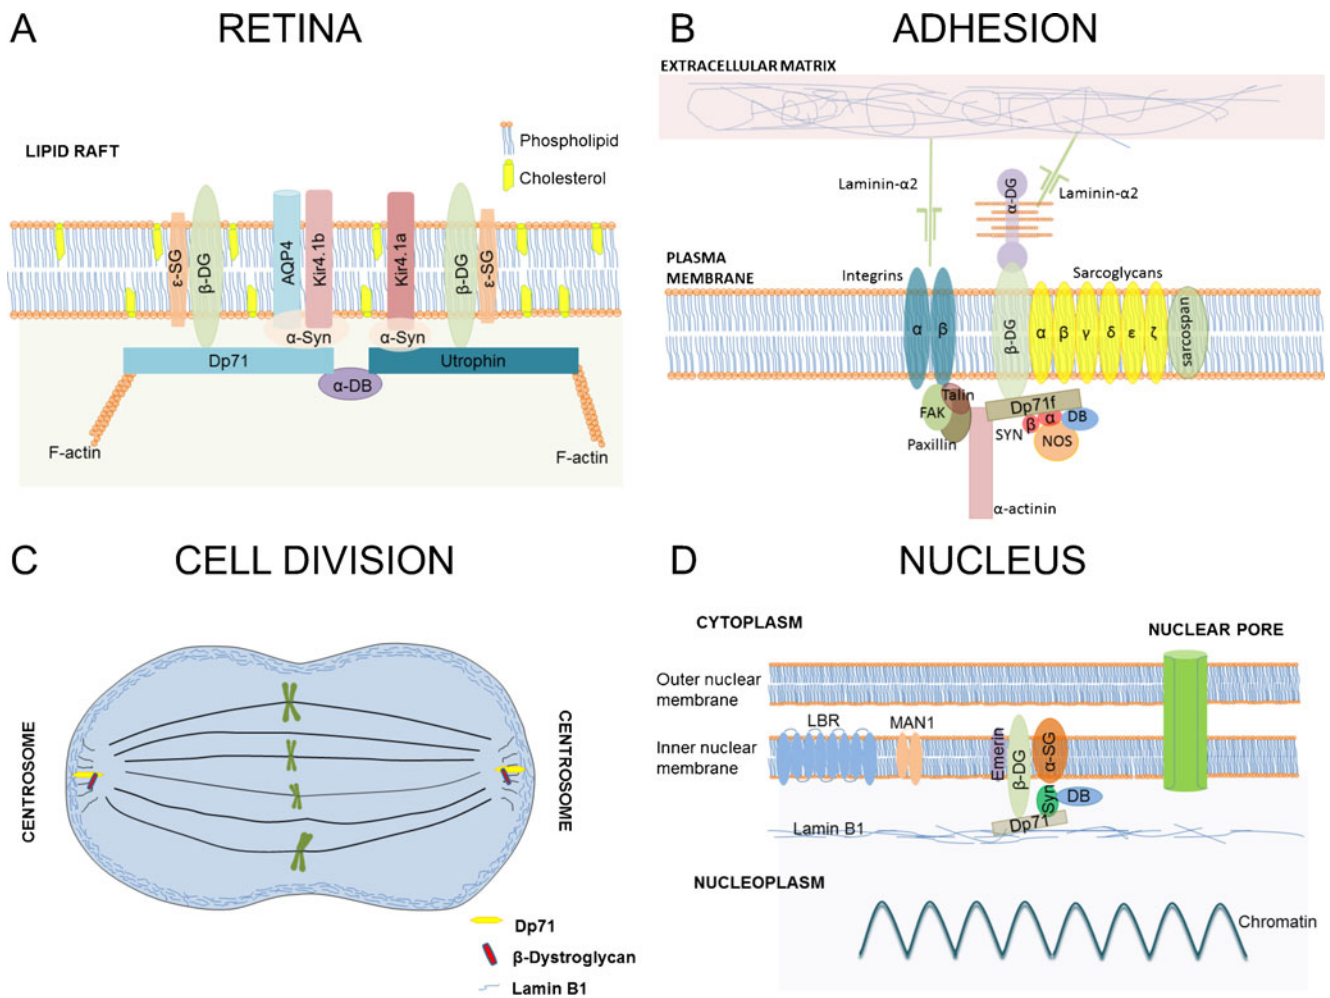 A
RETINA
LIPID RAFT
Phospholipid
Cholesterol
ε-SG
β-DG
AQP4
Kir4.1b
Kir4.1a
β-DG
ε-SG
α-Syn
α-Syn
Dp71
Utrophin
α-DB
F-actin
F-actin
B
ADHESION
EXTRACELLULAR MATRIX
Laminin-α2
α-DG
Laminin-α2
PLASMA
MEMBRANE
Integrins
Sarcoglycans
α
β
β-DG
α
β
γ
δ
ε
ζ
sarcospan
Talin
FAK
Paxillin
Dp71f
SYN
β
α
DB
NOS
α-actinin
C
CELL DIVISION
CENTROSOME
CENTROSOME
Dp71
β-Dystroglycan
Lamin B1
D
NUCLEUS
CYTOPLASM
NUCLEAR PORE
Outer nuclear
membrane
LBR
MAN1
Inner nuclear
membrane
Emerin
β-DG
α-SG
Syn
DB
Dp71
Lamin B1
NUCLEOPLASM
Chromatin